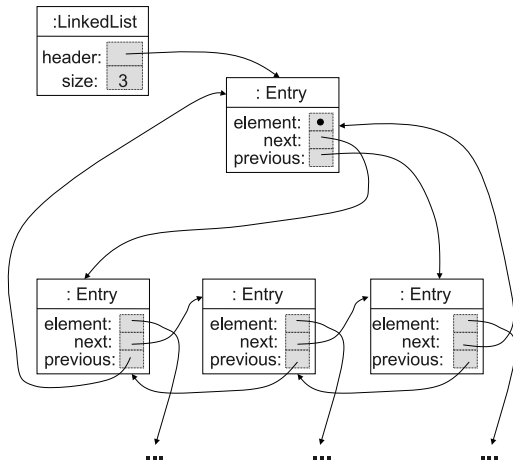 :LinkedList
header:
size: 3
: Entry
element:
next:
previous:
: Entry
element:
next:
previous:
: Entry
element:
next:
previous:
: Entry
element:
next:
previous:
... ... ...